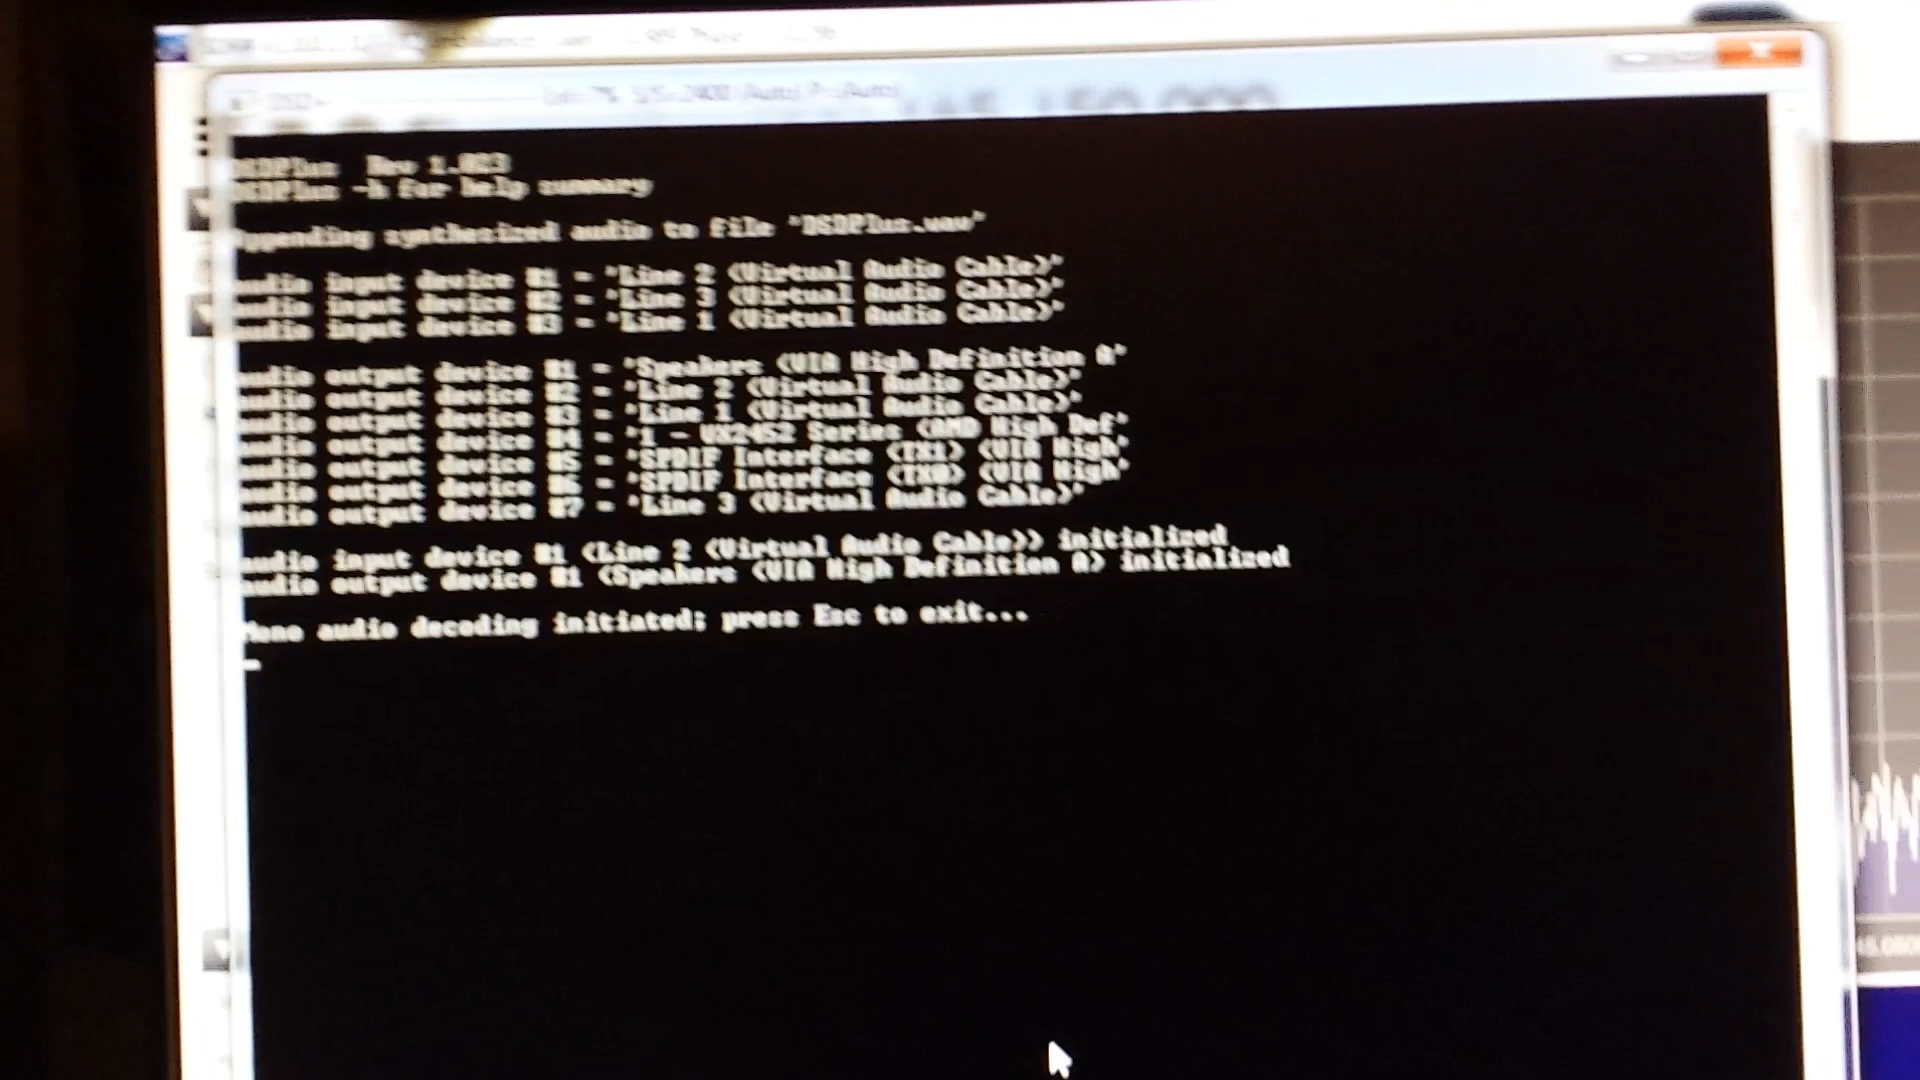 DSDPlus Rev 1.023
DSDPlus -h for help summary
Appending synthesized audio to file 'DSDPlus.wav'
audio input device #1 = 'Line 2 (Virtual Audio Cable)'
audio input device #2 = 'Line 3 (Virtual Audio Cable)'
audio input device #3 = 'Line 1 (Virtual Audio Cable)'
audio output device #1 = 'Speakers (VIA High Definition A'
audio output device #2 = 'Line 2 (Virtual Audio Cable)'
audio output device #3 = 'Line 1 (Virtual Audio Cable)'
audio output device #4 = '1 - VX2452 Series (AMD High Def'
audio output device #5 = 'SPDIF Interface (TX1) (VIA High'
audio output device #6 = 'SPDIF Interface (TX0) (VIA High'
audio output device #7 = 'Line 3 (Virtual Audio Cable)'
audio input device #1 (Line 2 (Virtual Audio Cable)) initialized
audio output device #1 (Speakers (VIA High Definition A) initialized
Mono audio decoding initiated; press Esc to exit...